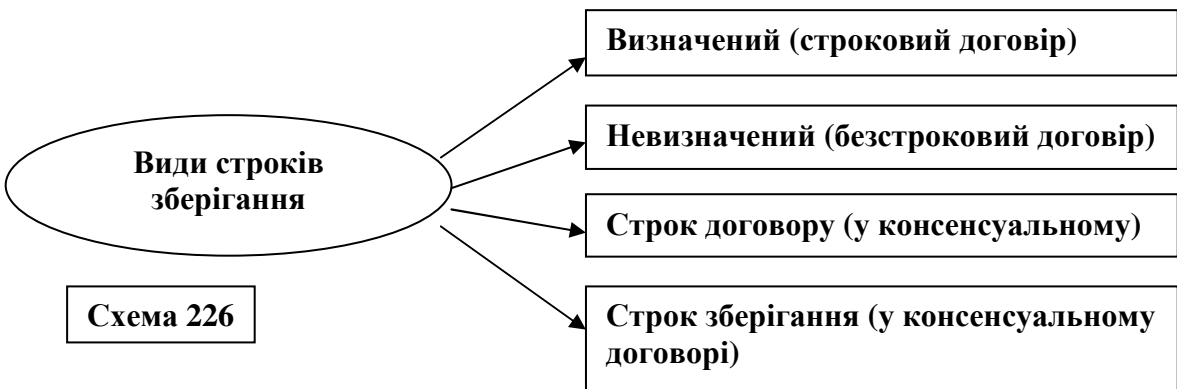 Визначений (строковий договір)
Невизначений (безстроковий договір)
Види строків
зберігання
Строк договору (у консенсуальному)
Строк зберігання (у консенсуальному
договорі)
Схема 226